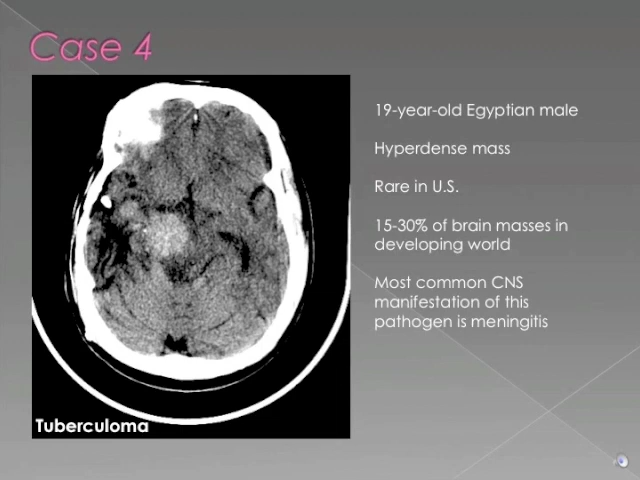 Case 4
19-year-old Egyptian male
Hyperdense mass
Rare in U.S.
15-30% of brain masses in
developing world
Most common CNS
manifestation of this
pathogen is meningitis
Tuberculoma